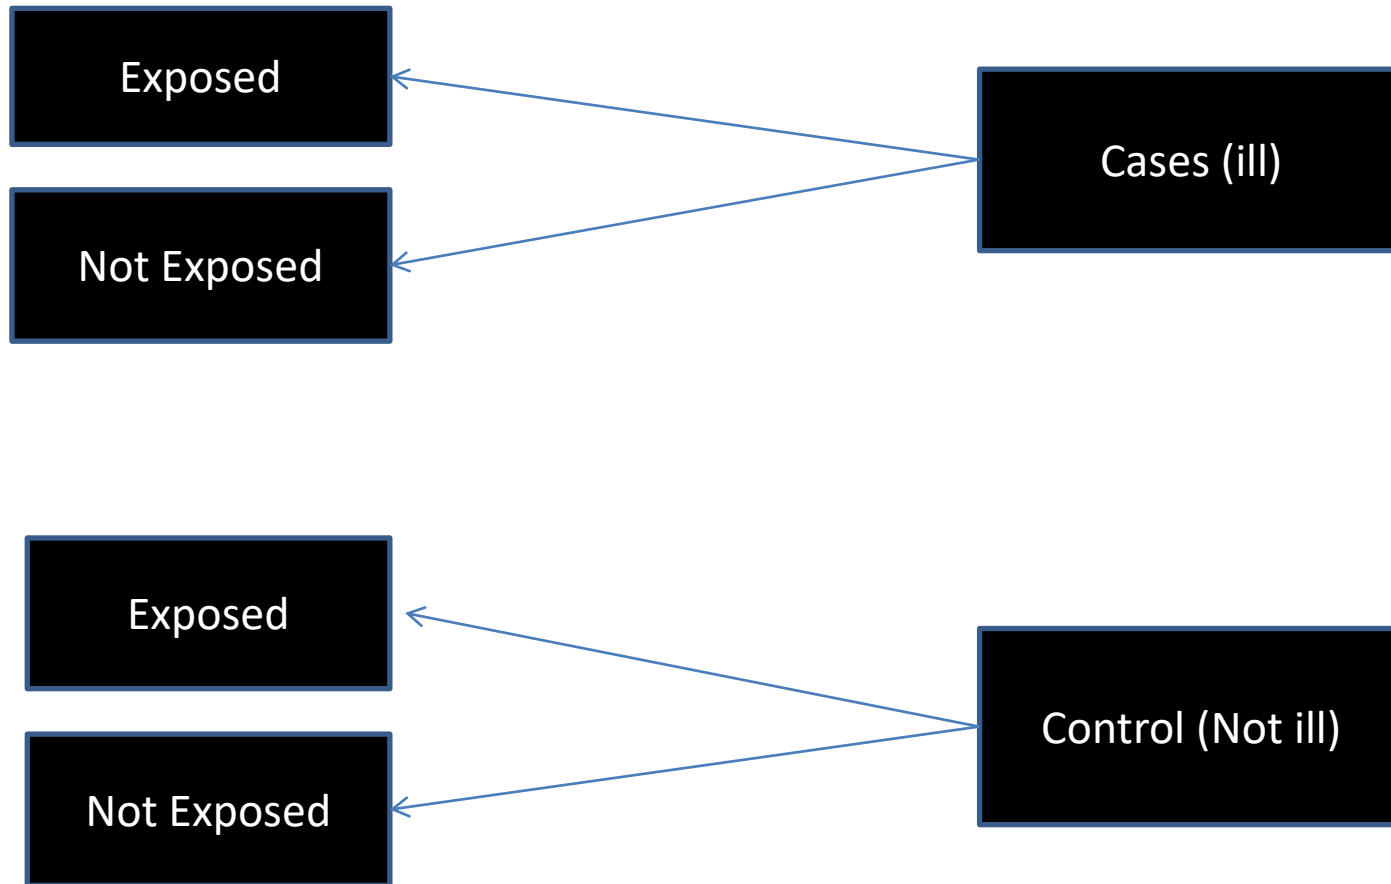 Exposed
Cases (ill)
Not Exposed
Exposed
Control (Not ill)
Not Exposed